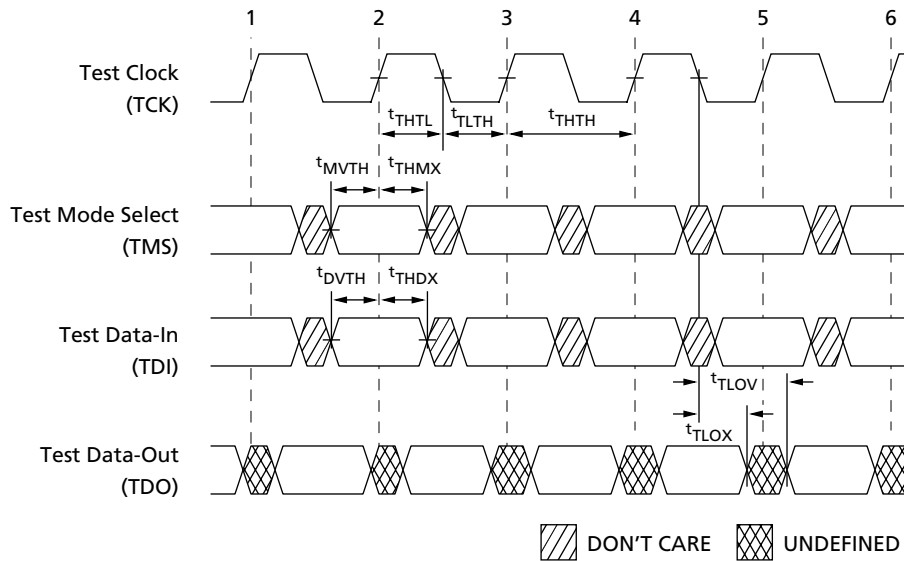 1 2 3 4 5 6
Test Clock
(TCK)
tTHTL tTLTH tTHTH
tMVTH tTHMX
Test Mode Select
(TMS)
tDVTH tTHDX
Test Data-In
(TDI)
tTLOV
tTLOX
Test Data-Out
(TDO)
DON'T CARE UNDEFINED